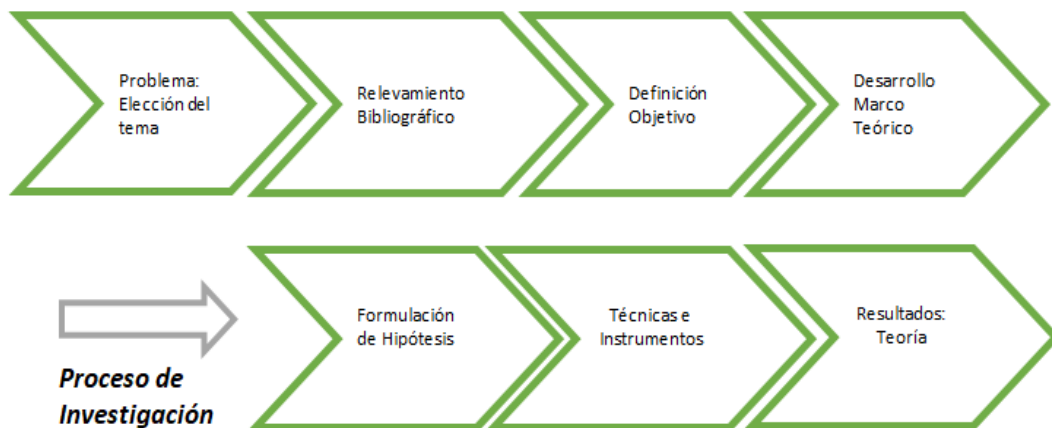 Problema:
Elección del
tema
Relevamiento
Bibliográfico
Definición
Objetivo
Desarrollo
Marco
Teórico
Proceso de
Investigación
Formulación
de Hipótesis
Técnicas e
Instrumentos
Resultados:
Teoría